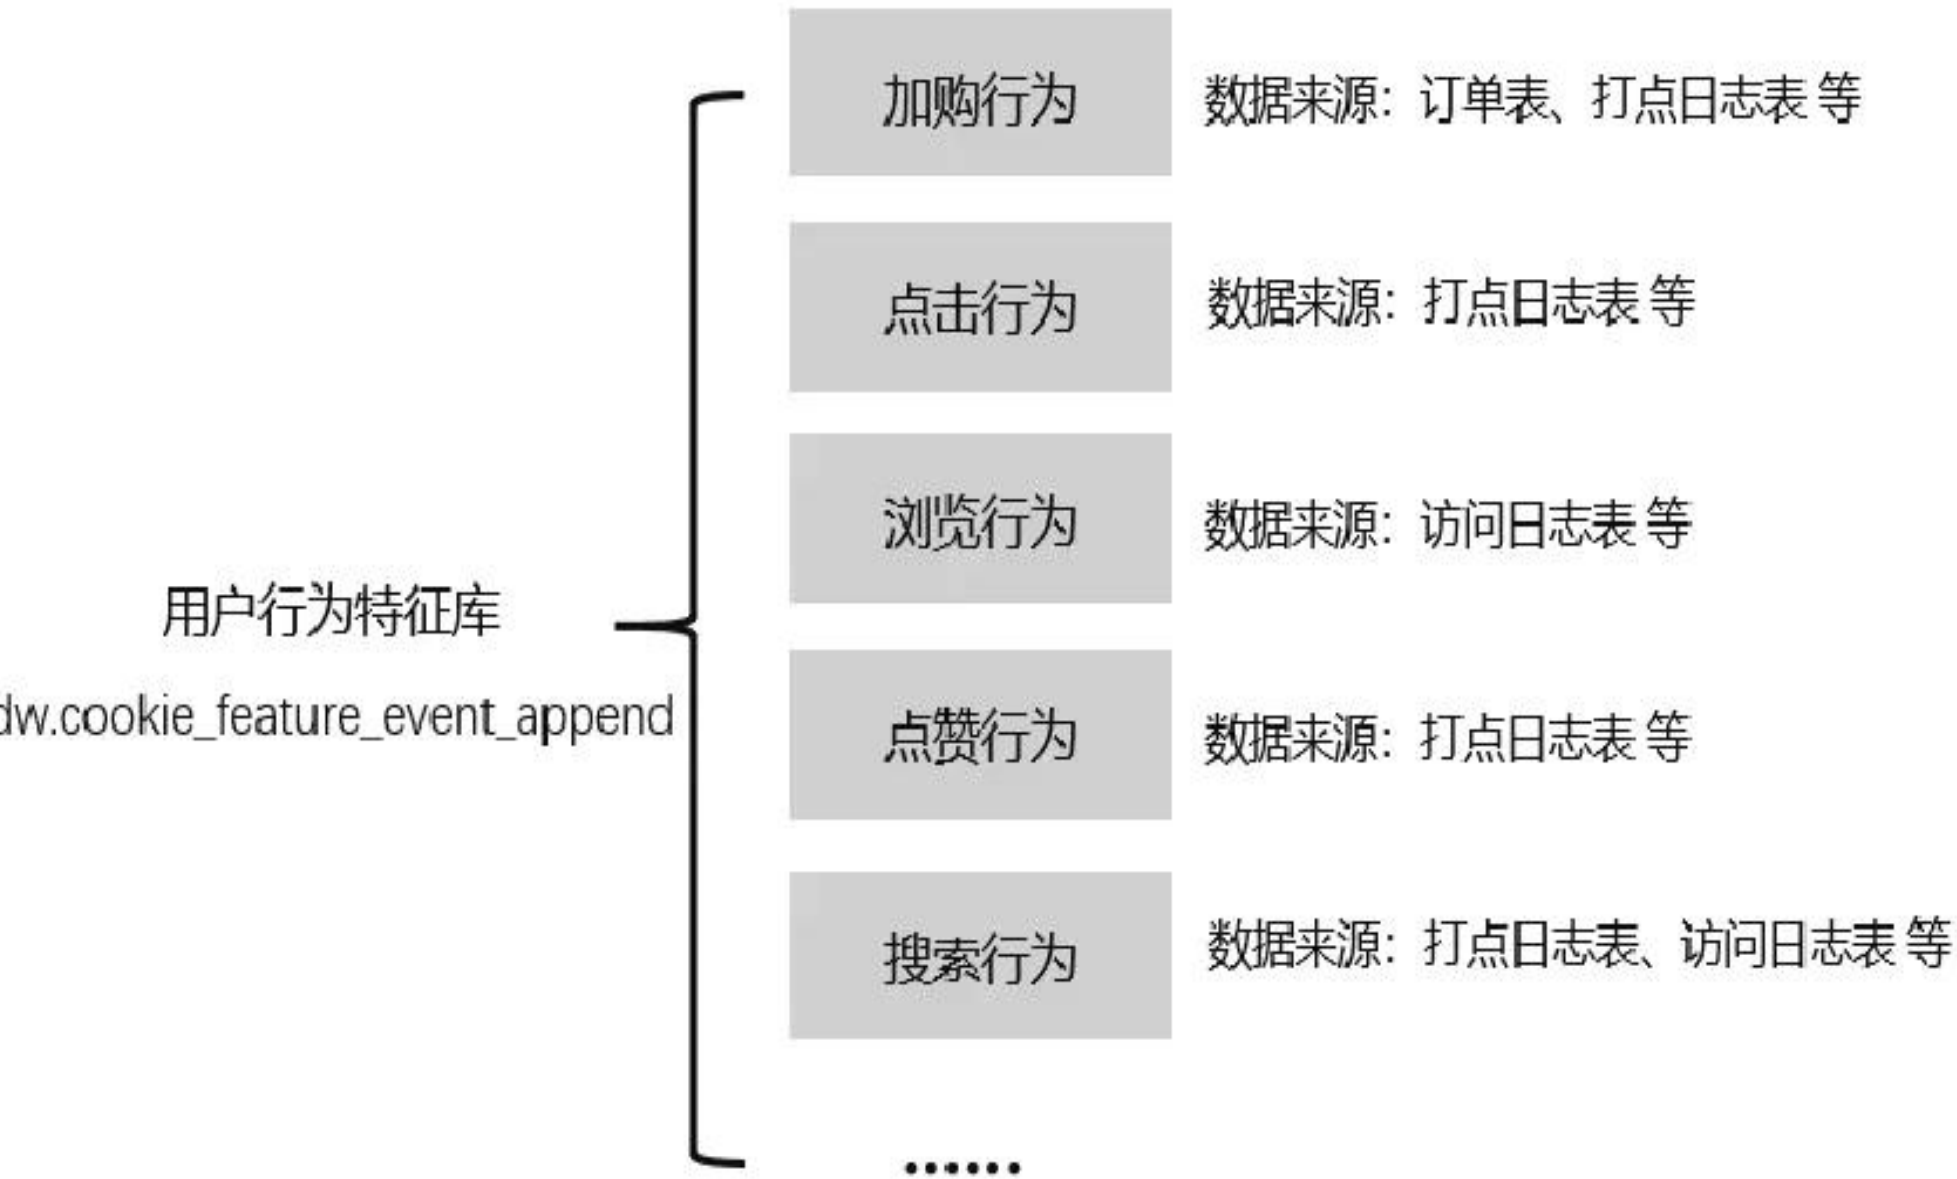 加购行为 数据来源：订单表、打点日志表 等
点击行为 数据来源：打点日志表 等
浏览行为 数据来源：访问日志表 等
用户行为特征库
dw.cookie_feature_event_append
点赞行为 数据来源：打点日志表 等
搜索行为 数据来源：打点日志表、访问日志表 等
......